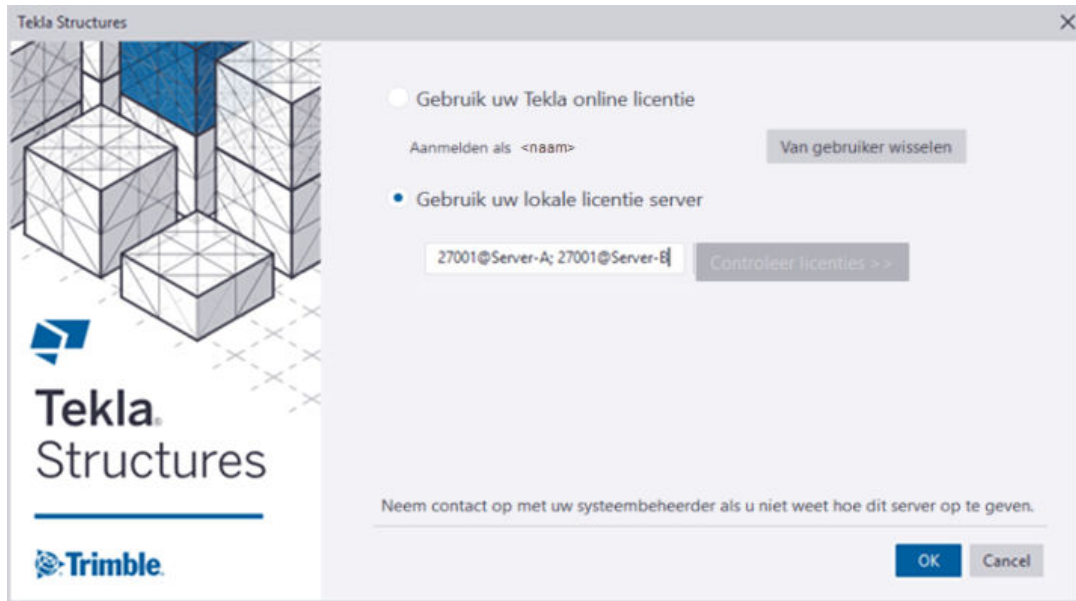 Tekla Structures
Gebruik uw Tekla online licentie
Aanmelden als <naam>
Van gebruiker wisselen
Gebruik uw lokale licentie server
27001@Server-A; 27001@Server-B
Controleer licenties >>
Tekla®
Structures
Neem contact op met uw systeembeheerder als u niet weet hoe dit server op te geven.
Trimble
OK
Cancel